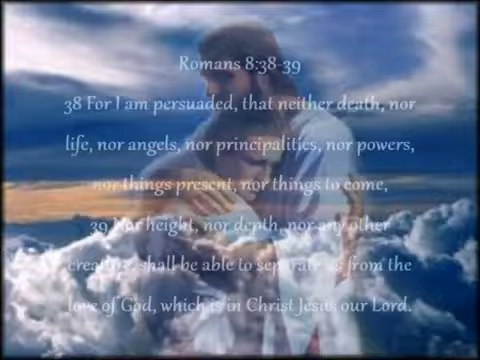 Romans 8:38-39
38 For I am persuaded, that neither death, nor
life, nor angels, nor principalities, nor powers,
nor things present, nor things to come,
39 Nor height, nor depth, nor any other
creature, shall be able to separate us from the
love of God, which is in Christ Jesus our Lord.